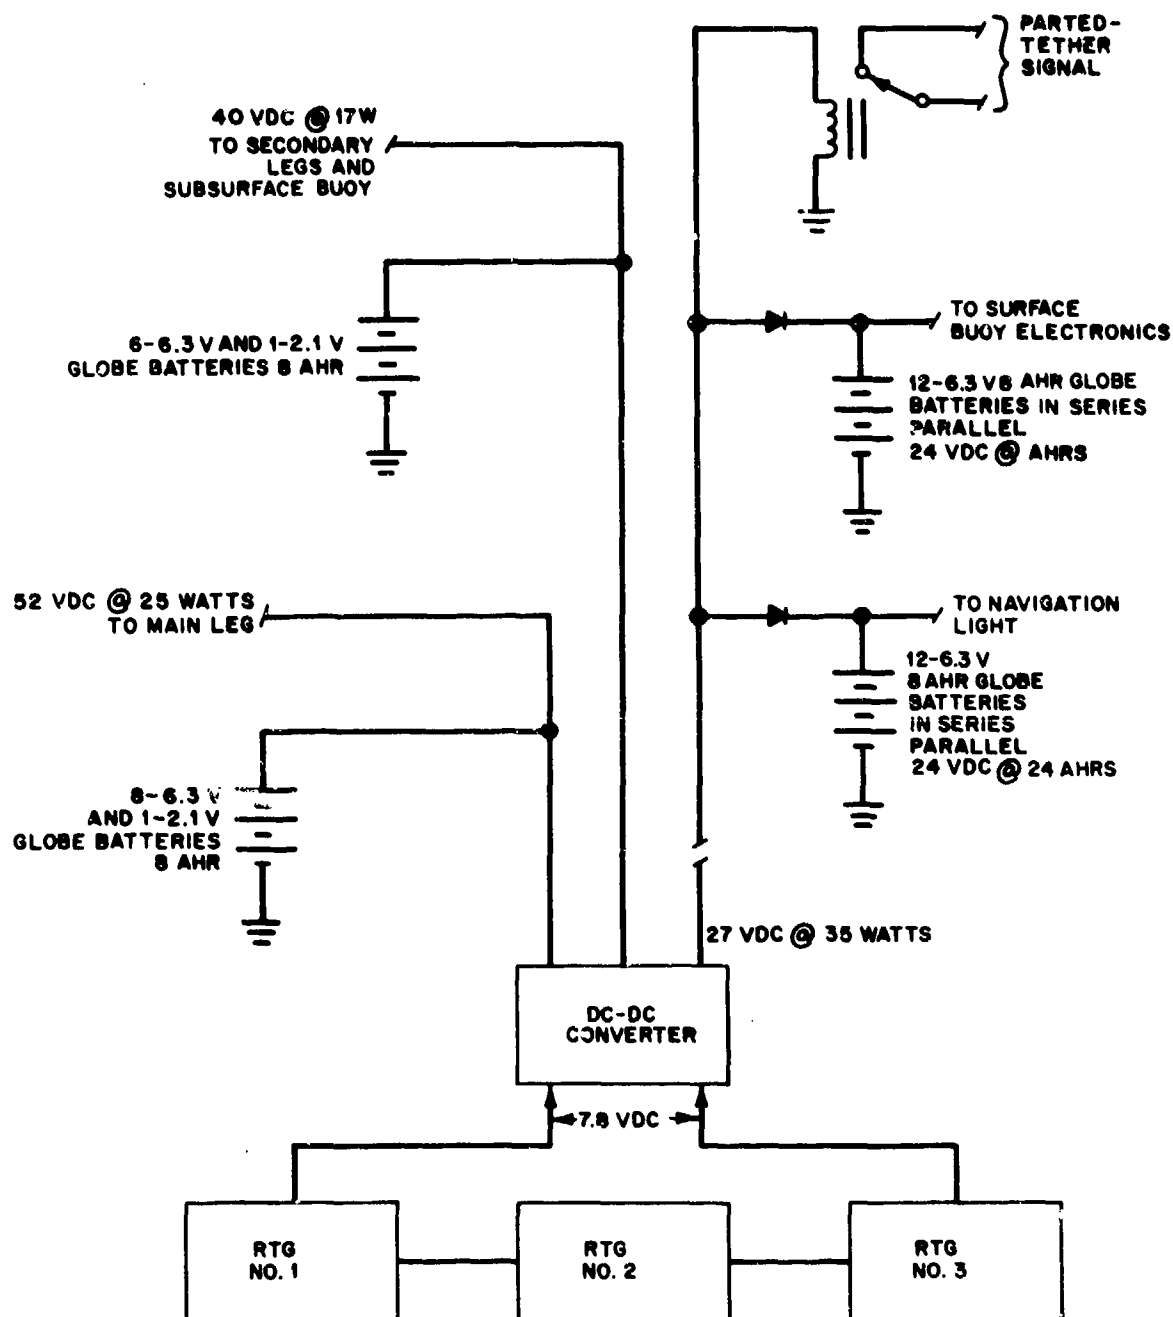 PARTED-
TETHER
SIGNAL
40 VDC @ 17W
TO SECONDARY
LEGS AND
SUBSURFACE BUOY
TO SURFACE
BUOY ELECTRONICS
6-6.3 V AND 1-2.1 V
GLOBE BATTERIES 8 AHR
12-6.3 V8 AHR GLOBE
BATTERIES IN SERIES
PARALLEL
24 VDC @ AHRS
52 VDC @ 25 WATTS
TO MAIN LEG
TO NAVIGATION
LIGHT
12-6.3 V
8 AHR GLOBE
BATTERIES
IN SERIES
PARALLEL
24 VDC @ 24 AHRS
8-6.3 V
AND 1-2.1 V
GLOBE BATTERIES
8 AHR
27 VDC @ 35 WATTS
DC-DC
CONVERTER
7.8 VDC
RTG
NO. 1
RTG
NO. 2
RTG
NO. 3